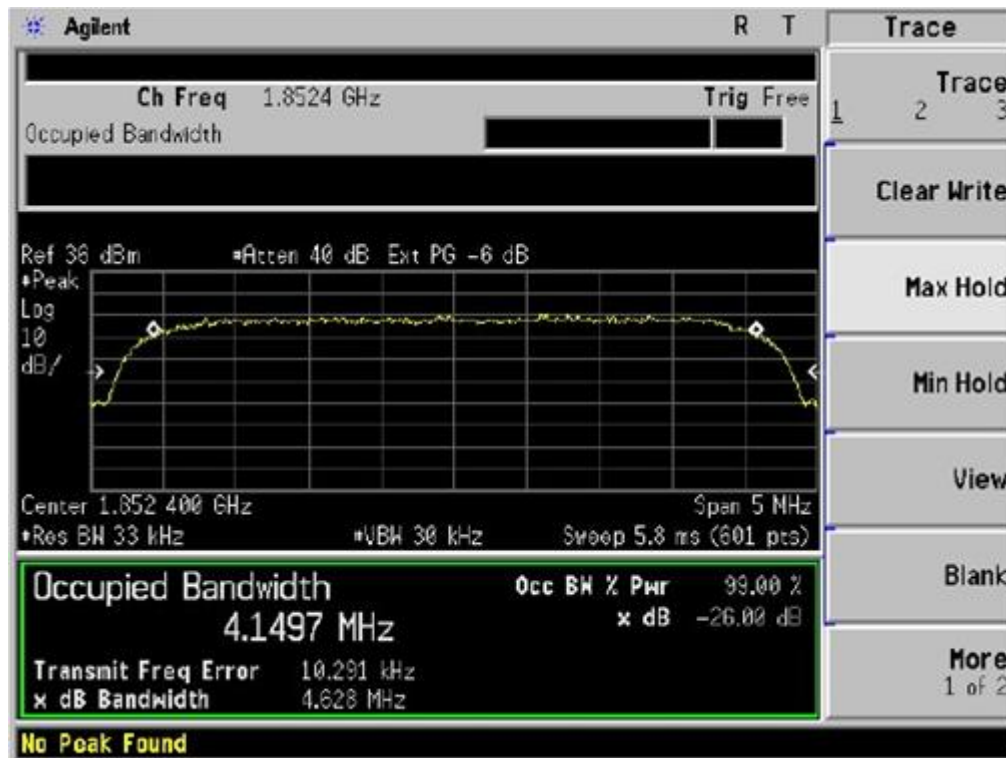 Agilent R T Trace
Ch Freq 1.8524 GHz Trig Free
Occupied Bandwidth
Trace
1 2 3
Clear Write
Max Hold
Min Hold
View
Blank
More
1 of 2
Ref 36 dBm #Atten 40 dB Ext PG -6 dB
#Peak
Log
10
dB/
Center 1.852 400 GHz Span 5 MHz
#Res BW 33 kHz #VBW 30 kHz Sweep 5.8 ms (601 pts)
Occupied Bandwidth
4.1497 MHz
Occ BW % Pwr 99.00 %
x dB -26.00 dB
Transmit Freq Error 10.291 kHz
x dB Bandwidth 4.628 MHz
No Peak Found